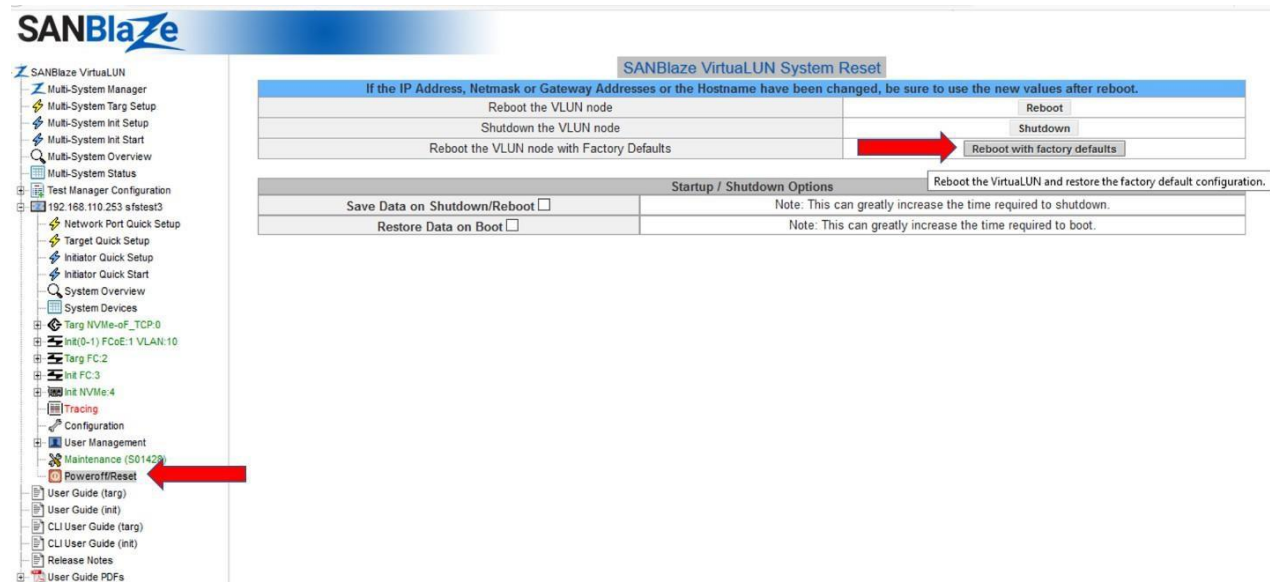 SANBlaze
SANBlaze VirtuaLUN
Multi-System Manager
Multi-System Targ Setup
Multi-System Init Setup
Multi-System Init Start
Multi-System Overview
Multi-System Status
Test Manager Configuration
192.168.110.253 sfstest3
Network Port Quick Setup
Target Quick Setup
Initiator Quick Setup
Initiator Quick Start
System Overview
System Devices
Targ NVMe-oF_TCP:0
Init(0-1) FCoE:1 VLAN:10
Targ FC:2
Init FC:3
Init NVMe:4
Tracing
Configuration
User Management
Maintenance (S01428)
Poweroff/Reset
User Guide (targ)
User Guide (init)
CLI User Guide (targ)
CLI User Guide (init)
Release Notes
User Guide PDFs
SANBlaze VirtuaLUN System Reset
If the IP Address, Netmask or Gateway Addresses or the Hostname have been changed, be sure to use the new values after reboot.
Reboot the VLUN node Reboot
Shutdown the VLUN node Shutdown
Reboot the VLUN node with Factory Defaults Reboot with factory defaults
Reboot the VirtuaLUN and restore the factory default configuration.
Startup / Shutdown Options
Save Data on Shutdown/Reboot Note: This can greatly increase the time required to shutdown.
Restore Data on Boot Note: This can greatly increase the time required to boot.